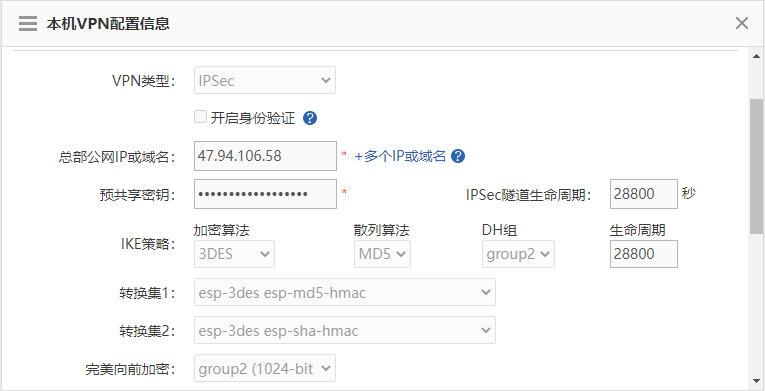 本机VPN配置信息
VPN类型: IPSec
开启身份验证
总部公网IP或域名: 47.94.106.58 * +多个IP或域名
预共享密钥: •••••••••••••••••• * IPSec隧道生命周期: 28800 秒
加密算法 散列算法 DH组 生命周期
IKE策略: 3DES MD5 group2 28800
转换集1: esp-3des esp-md5-hmac
转换集2: esp-3des esp-sha-hmac
完美向前加密: group2 (1024-bit